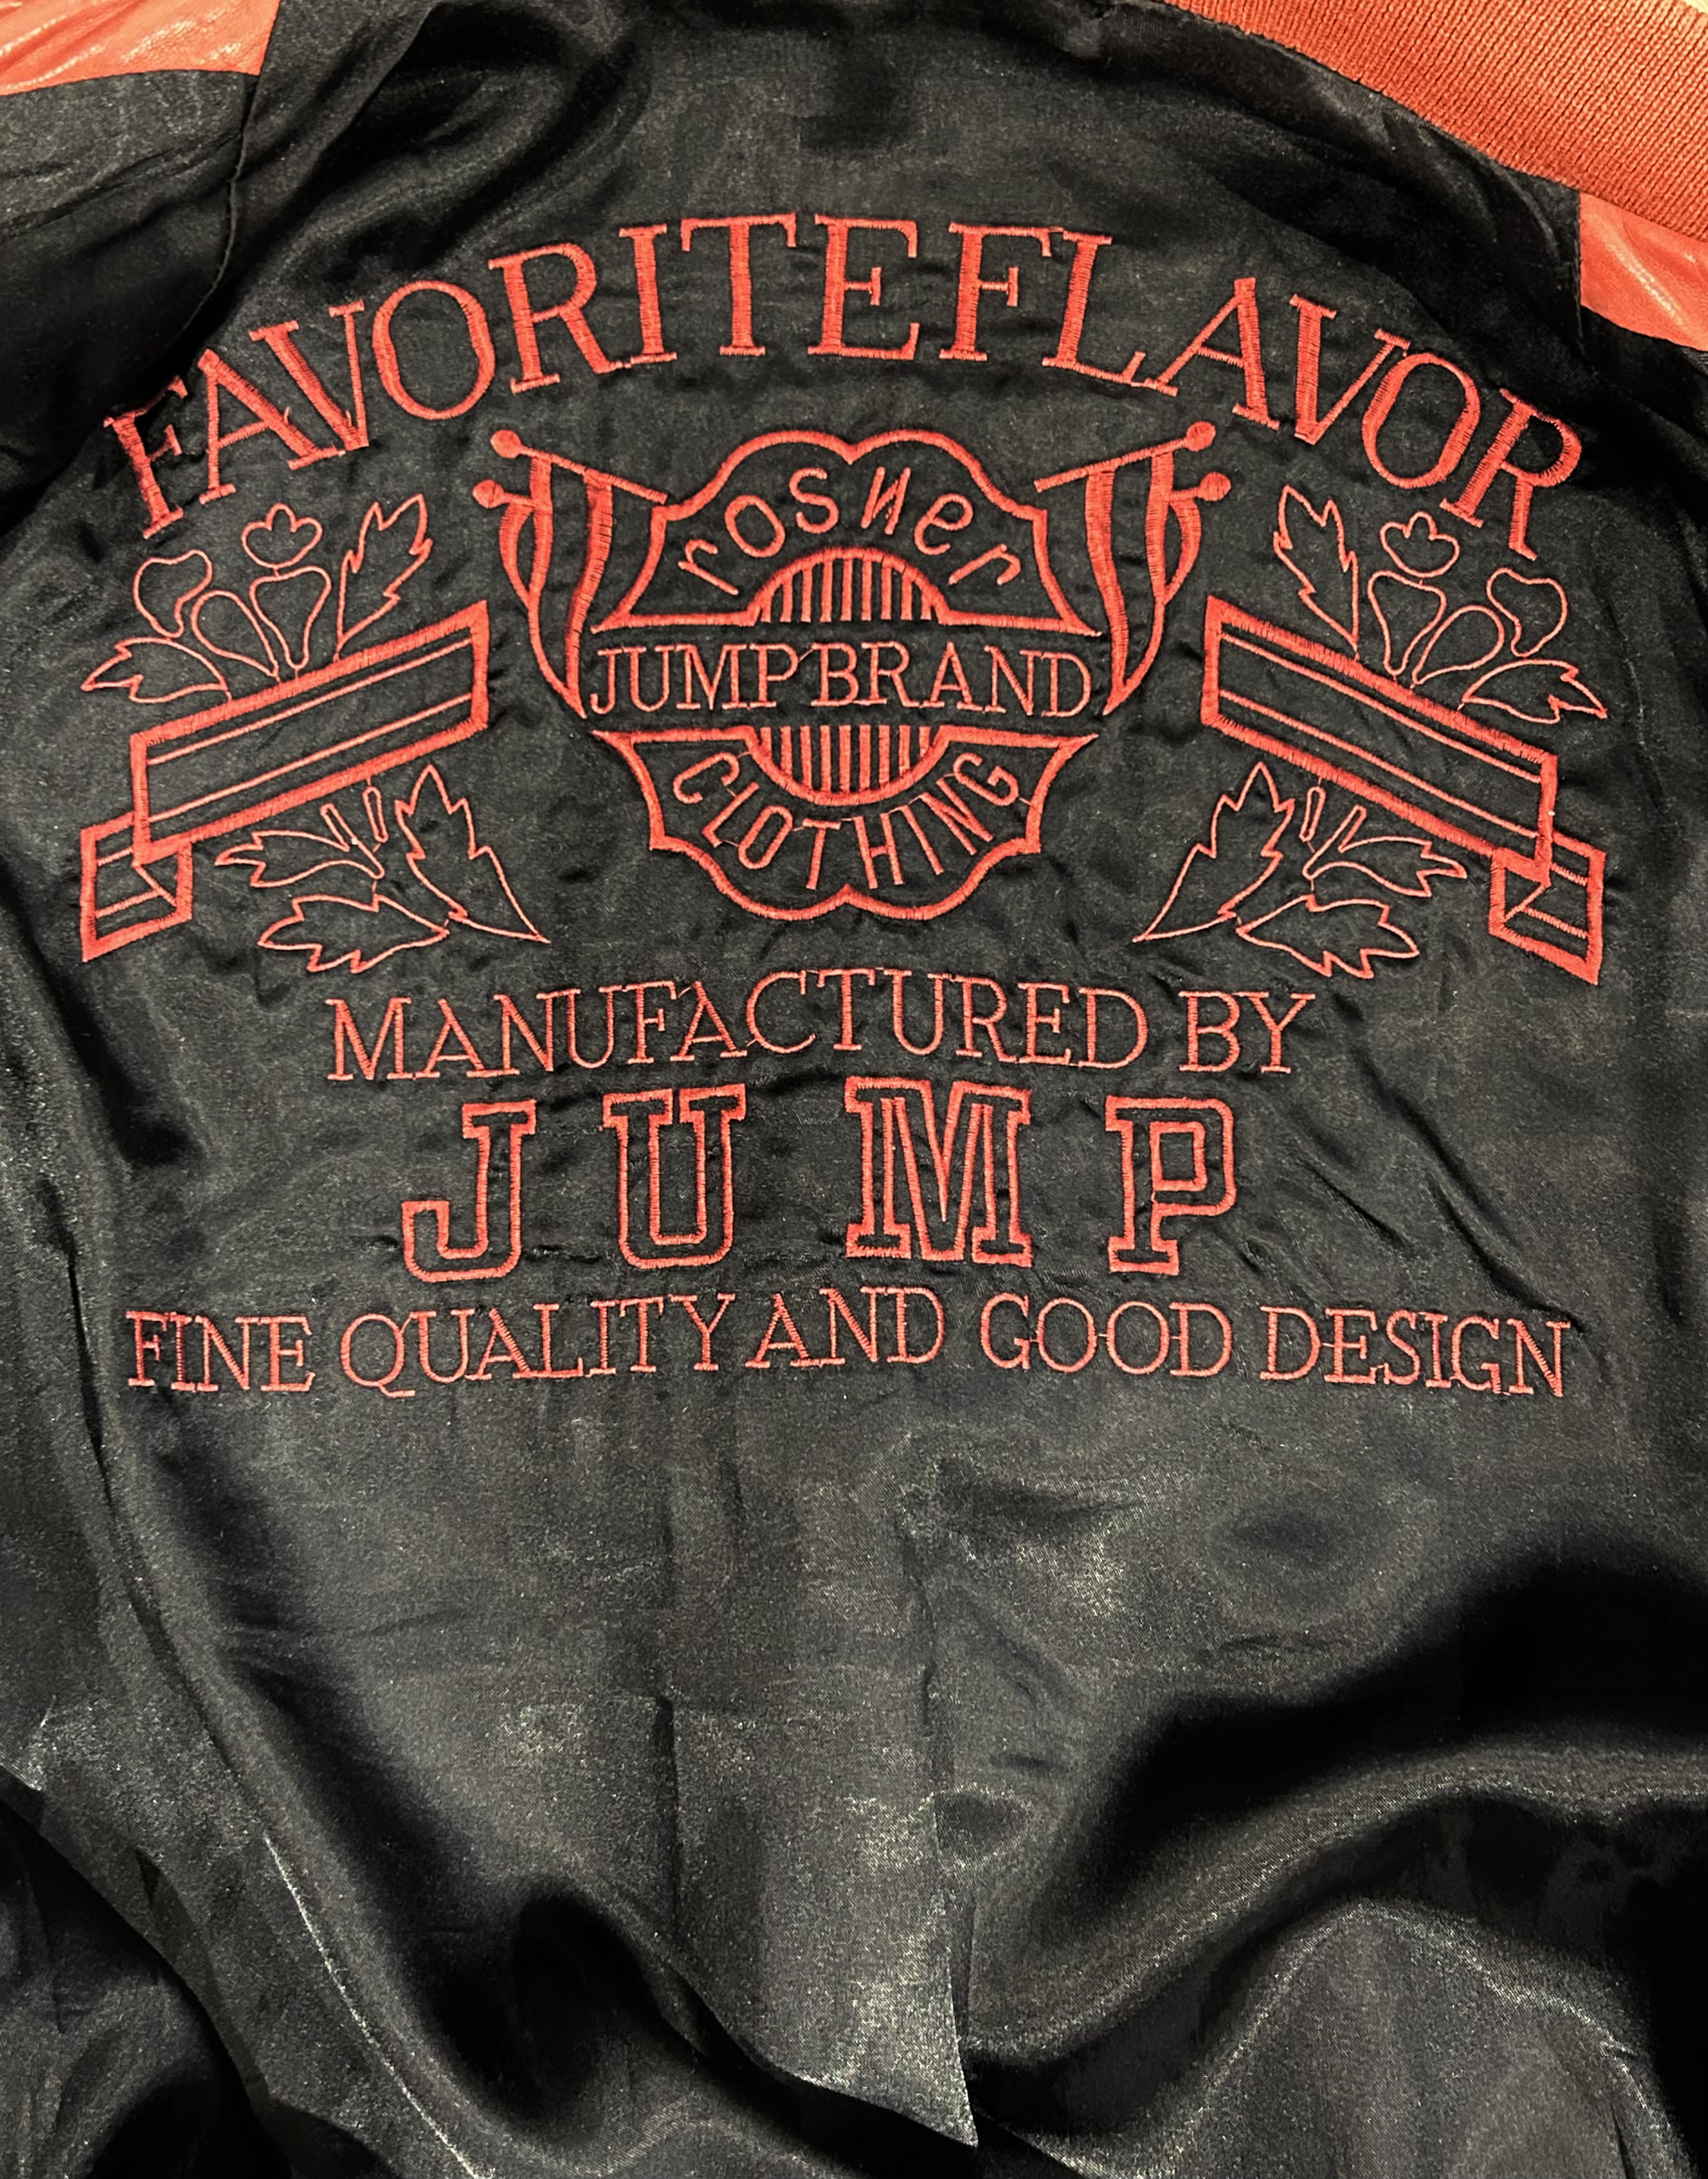 FAVORITEFLAVOR
rosner
JUMP'BRAND
CLOTHING
MANUFACTURED BY
JUMP
FINE QUALITY AND GOOD DESIGN